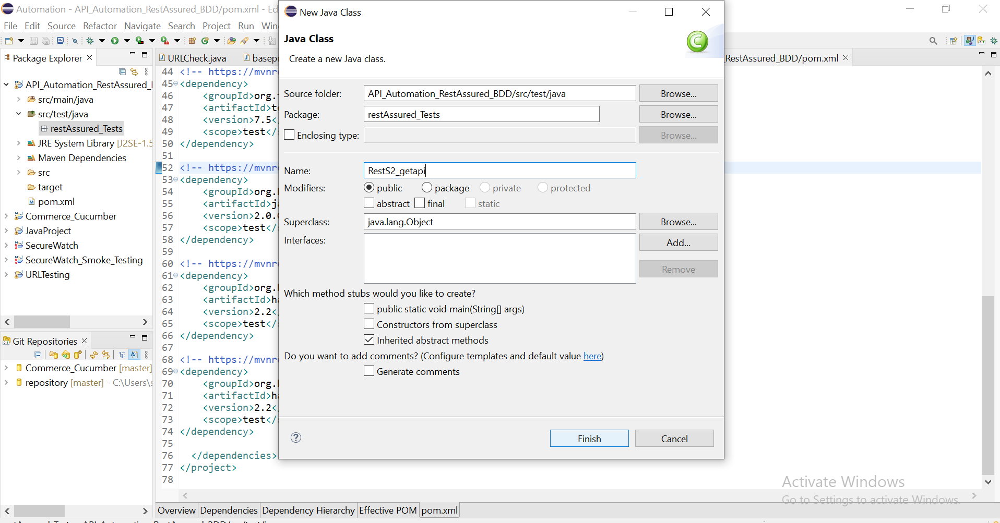 Automation - API_Automation_RestAssured_BDD/pom.xml - Ec
File Edit Source Refactor Navigate Search Project Run Win
Package Explorer
API_Automation_RestAssured_
src/main/java
src/test/java
restAssured_Tests
JRE System Library [J2SE-1.5
Maven Dependencies
src
target
pom.xml
Commerce_Cucumber
JavaProject
SecureWatch
SecureWatch_Smoke_Testing
URLTesting
Git Repositories
Commerce_Cucumber [master]
repository [master] - C:\Users\s
URLCheck.java basep
_RestAssured_BDD/pom.xml
44 <!-- https://mvnr
45 <dependency>
46 <groupId>org.
47 <artifactId>t
48 <version>7.5<
49 <scope>test</
50 </dependency>
51
52 <!-- https://mvnr
53 <dependency>
54 <groupId>org.
55 <artifactId>j
56 <version>2.0.
57 <scope>test</
58 </dependency>
59
60 <!-- https://mvnr
61 <dependency>
62 <groupId>org.
63 <artifactId>h
64 <version>2.2<
65 <scope>test</
66 </dependency>
67
68 <!-- https://mvnr
69 <dependency>
70 <groupId>org.
71 <artifactId>h
72 <version>2.2<
73 <scope>test</
74 </dependency>
75
76 </dependencies>
77 </project>
78
Overview Dependencies Dependency Hierarchy Effective POM pom.xml
New Java Class
Java Class
Create a new Java class.
Source folder: API_Automation_RestAssured_BDD/src/test/java Browse...
Package: restAssured_Tests Browse...
Enclosing type: Browse...
Name: RestS2_getapi
Modifiers: public package private protected
abstract final static
Superclass: java.lang.Object Browse...
Interfaces: Add...
Remove
Which method stubs would you like to create?
public static void main(String[] args)
Constructors from superclass
Inherited abstract methods
Do you want to add comments? (Configure templates and default value here)
Generate comments
Finish Cancel
Activate Windows
Go to Settings to activate Windows.